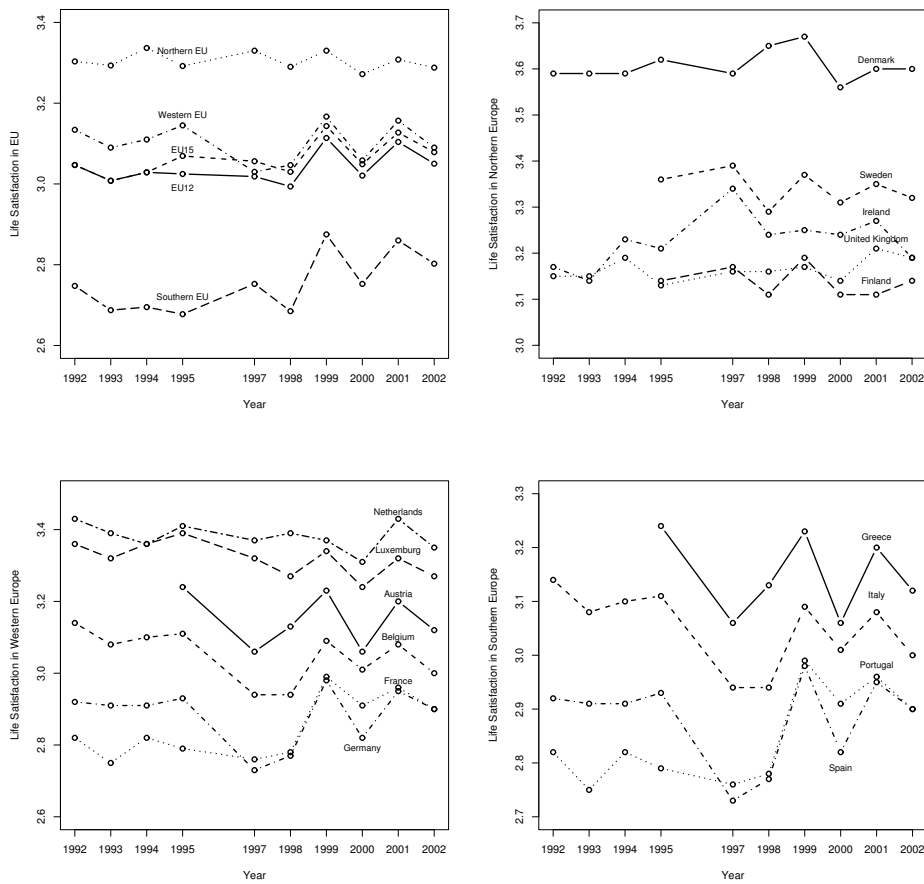 Life Satisfaction in EU
3.4
3.2
3.0
2.8
2.6
Northern EU
Western EU
EU15
EU12
Southern EU
1992 1993 1994 1995 1997 1998 1999 2000 2001 2002
Year
Life Satisfaction in Northern Europe
3.7
3.6
3.5
3.4
3.3
3.2
3.1
3.0
Denmark
Sweden
Ireland
United Kingdom
Finland
1992 1993 1994 1995 1997 1998 1999 2000 2001 2002
Year
Life Satisfaction in Western Europe
3.4
3.2
3.0
2.8
2.6
Netherlands
Luxemburg
Austria
Belgium
France
Germany
1992 1993 1994 1995 1997 1998 1999 2000 2001 2002
Year
Life Satisfaction in Southern Europe
3.3
3.2
3.1
3.0
2.9
2.8
2.7
Greece
Italy
Portugal
Spain
1992 1993 1994 1995 1997 1998 1999 2000 2001 2002
Year